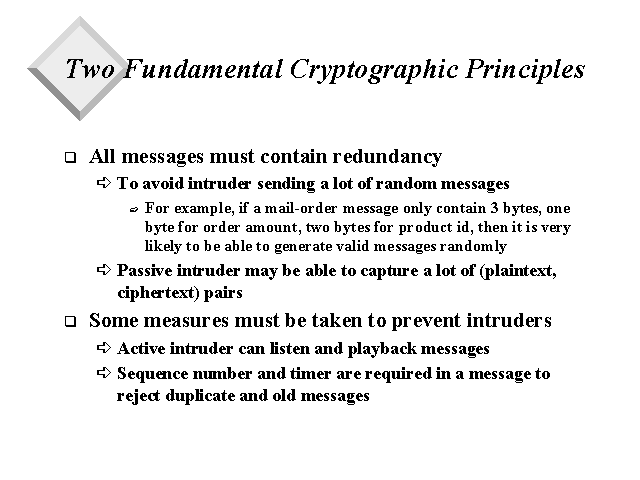 Two Fundamental Cryptographic Principles
All messages must contain redundancy
To avoid intruder sending a lot of random messages
For example, if a mail-order message only contain 3 bytes, one
byte for order amount, two bytes for product id, then it is very
likely to be able to generate valid messages randomly
Passive intruder may be able to capture a lot of (plaintext,
ciphertext) pairs
Some measures must be taken to prevent intruders
Active intruder can listen and playback messages
Sequence number and timer are required in a message to
reject duplicate and old messages